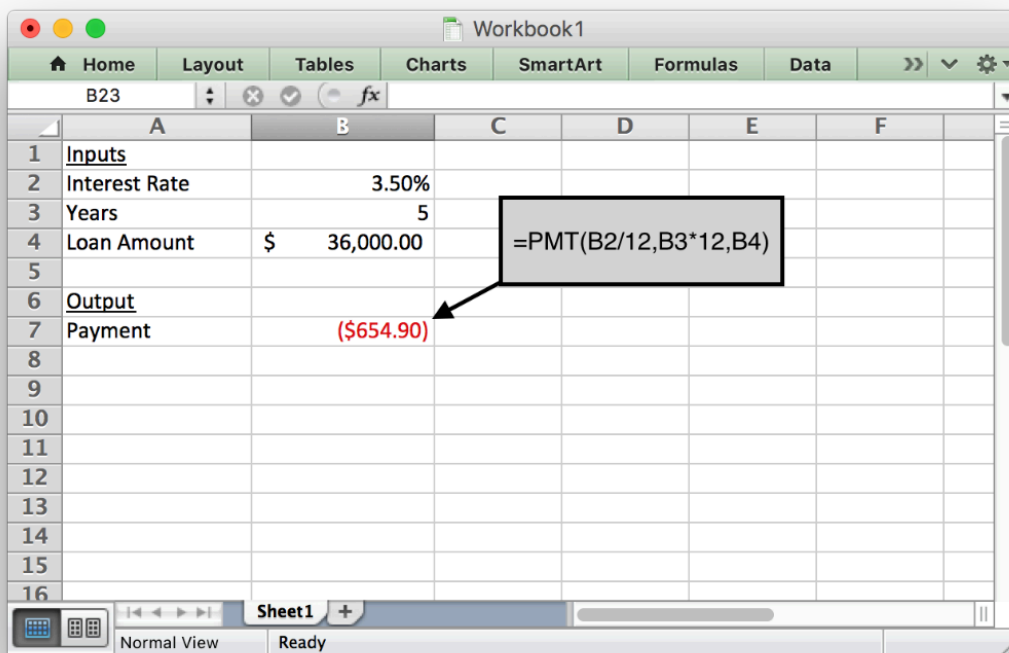 Workbook1
Home Layout Tables Charts SmartArt Formulas Data
B23 fx
A B C D E F
1 Inputs
2 Interest Rate 3.50%
3 Years 5
4 Loan Amount $ 36,000.00
=PMT(B2/12,B3*12,B4)
5
6 Output
7 Payment ($654.90)
8
9
10
11
12
13
14
15
16
Sheet1 +
Normal View Ready